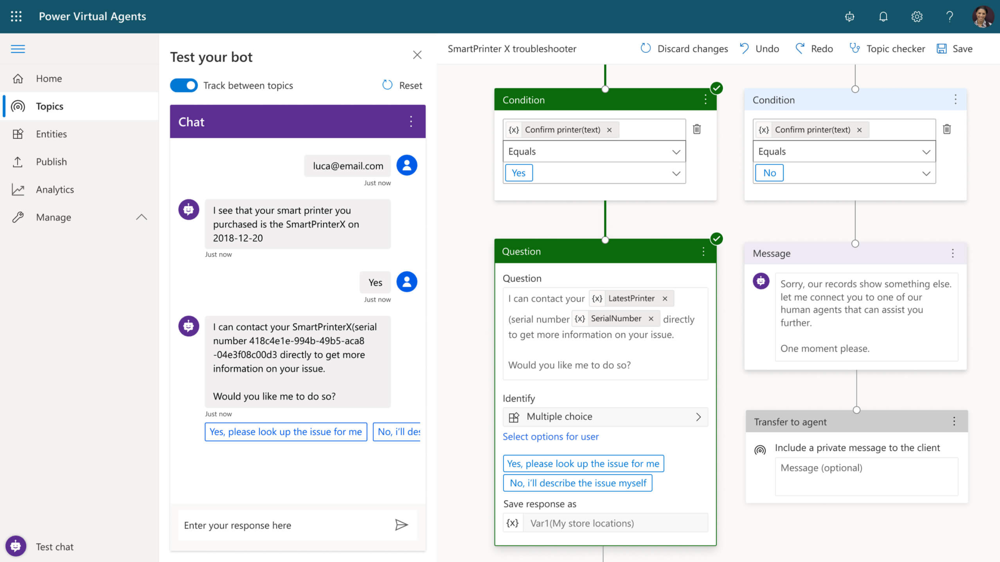 Power Virtual Agents
Home
Topics
Entities
Publish
Analytics
Manage
Test chat
Test your bot
Track between topics
Reset
Chat
luca@email.com
Just now
I see that your smart printer you
purchased is the SmartPrinterX on
2018-12-20
Just now
Yes
Just now
I can contact your SmartPrinterX(serial
number 418c4e1e-994b-49b5-aca8
-04e3f08c00d3 directly to get more
information on your issue.
Would you like me to do so?
Just now
Yes, please look up the issue for me
No, i'll des
Enter your response here
SmartPrinter X troubleshooter
Discard changes
Undo
Redo
Topic checker
Save
Condition
{x} Confirm printer(text)
Equals
Yes
Question
Question
I can contact your {x} LatestPrinter
(serial number {x} SerialNumber directly
to get more information on your issue.
Would you like me to do so?
Identify
Multiple choice
Select options for user
Yes, please look up the issue for me
No, i'll describe the issue myself
Save response as
{x} Var1(My store locations)
Condition
{x} Confirm printer(text)
Equals
No
Message
Sorry, our records show something else.
let me connect you to one of our
human agents that can assist you
further.
One moment please.
Transfer to agent
Include a private message to the client
Message (optional)